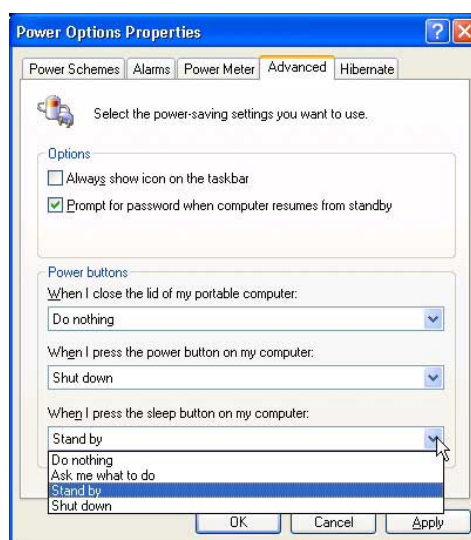 Power Options Properties
Power Schemes Alarms Power Meter Advanced Hibernate
Select the power-saving settings you want to use.
Options
Always show icon on the taskbar
Prompt for password when computer resumes from standby
Power buttons
When I close the lid of my portable computer:
Do nothing
When I press the power button on my computer:
Shut down
When I press the sleep button on my computer:
Stand by
Do nothing
Ask me what to do
Stand by
Shut down
OK Cancel Apply